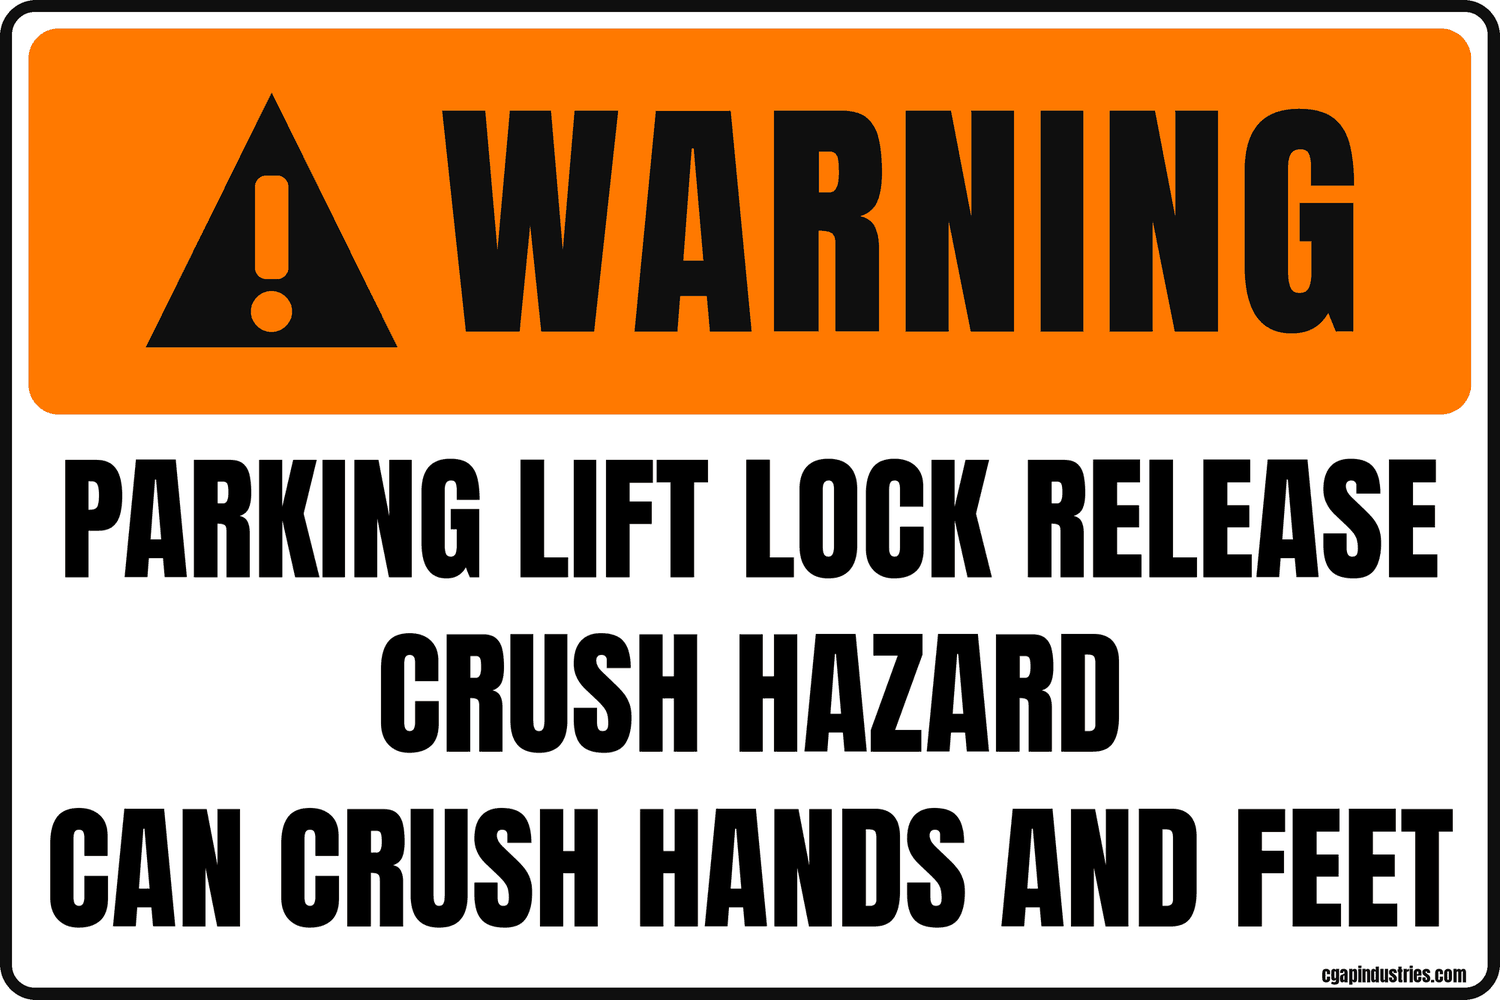 WARNING
PARKING LIFT LOCK RELEASE
CRUSH HAZARD
CAN CRUSH HANDS AND FEET
cgapindustries.com